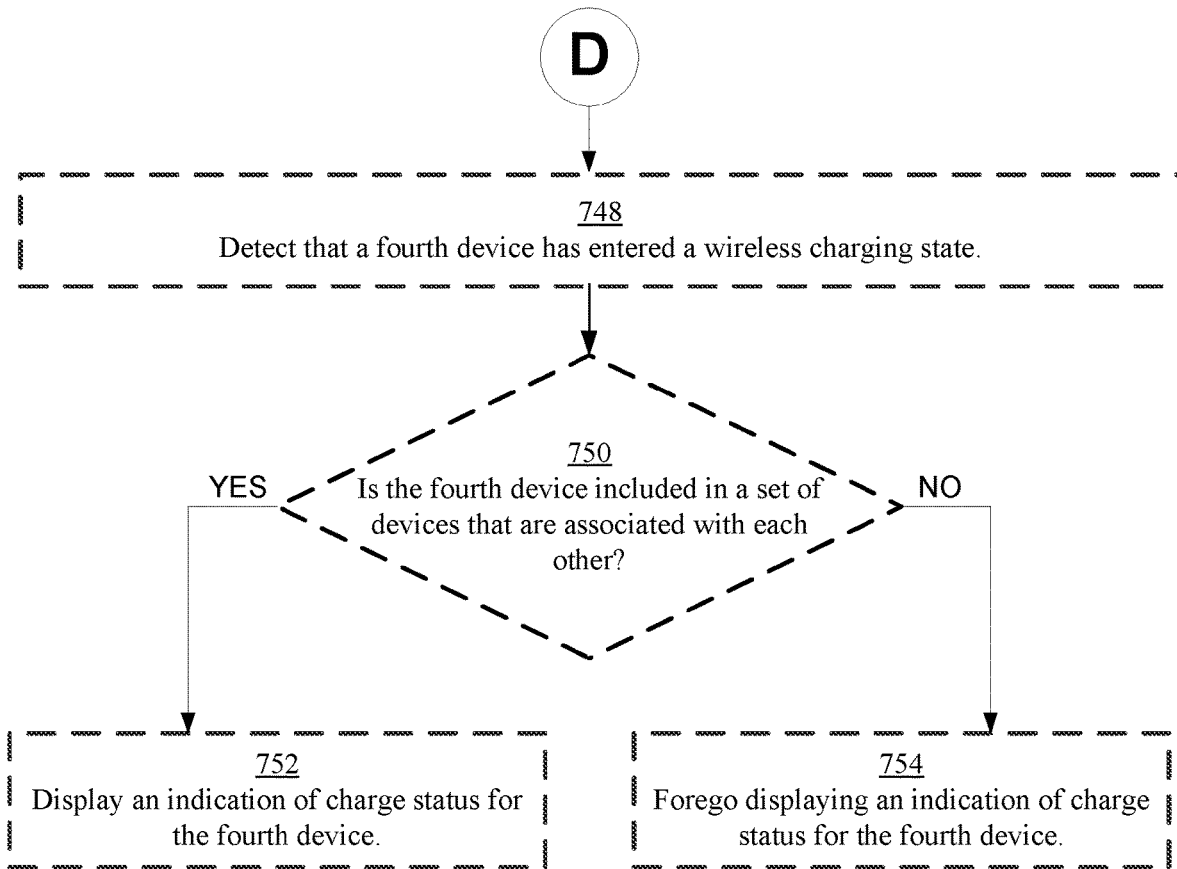 D
748
Detect that a fourth device has entered a wireless charging state.
750
YES
Is the fourth device included in a set of
NO
devices that are associated with each
other?
752
Display an indication of charge status for
the fourth device.
754
Forego displaying an indication of charge
status for the fourth device.